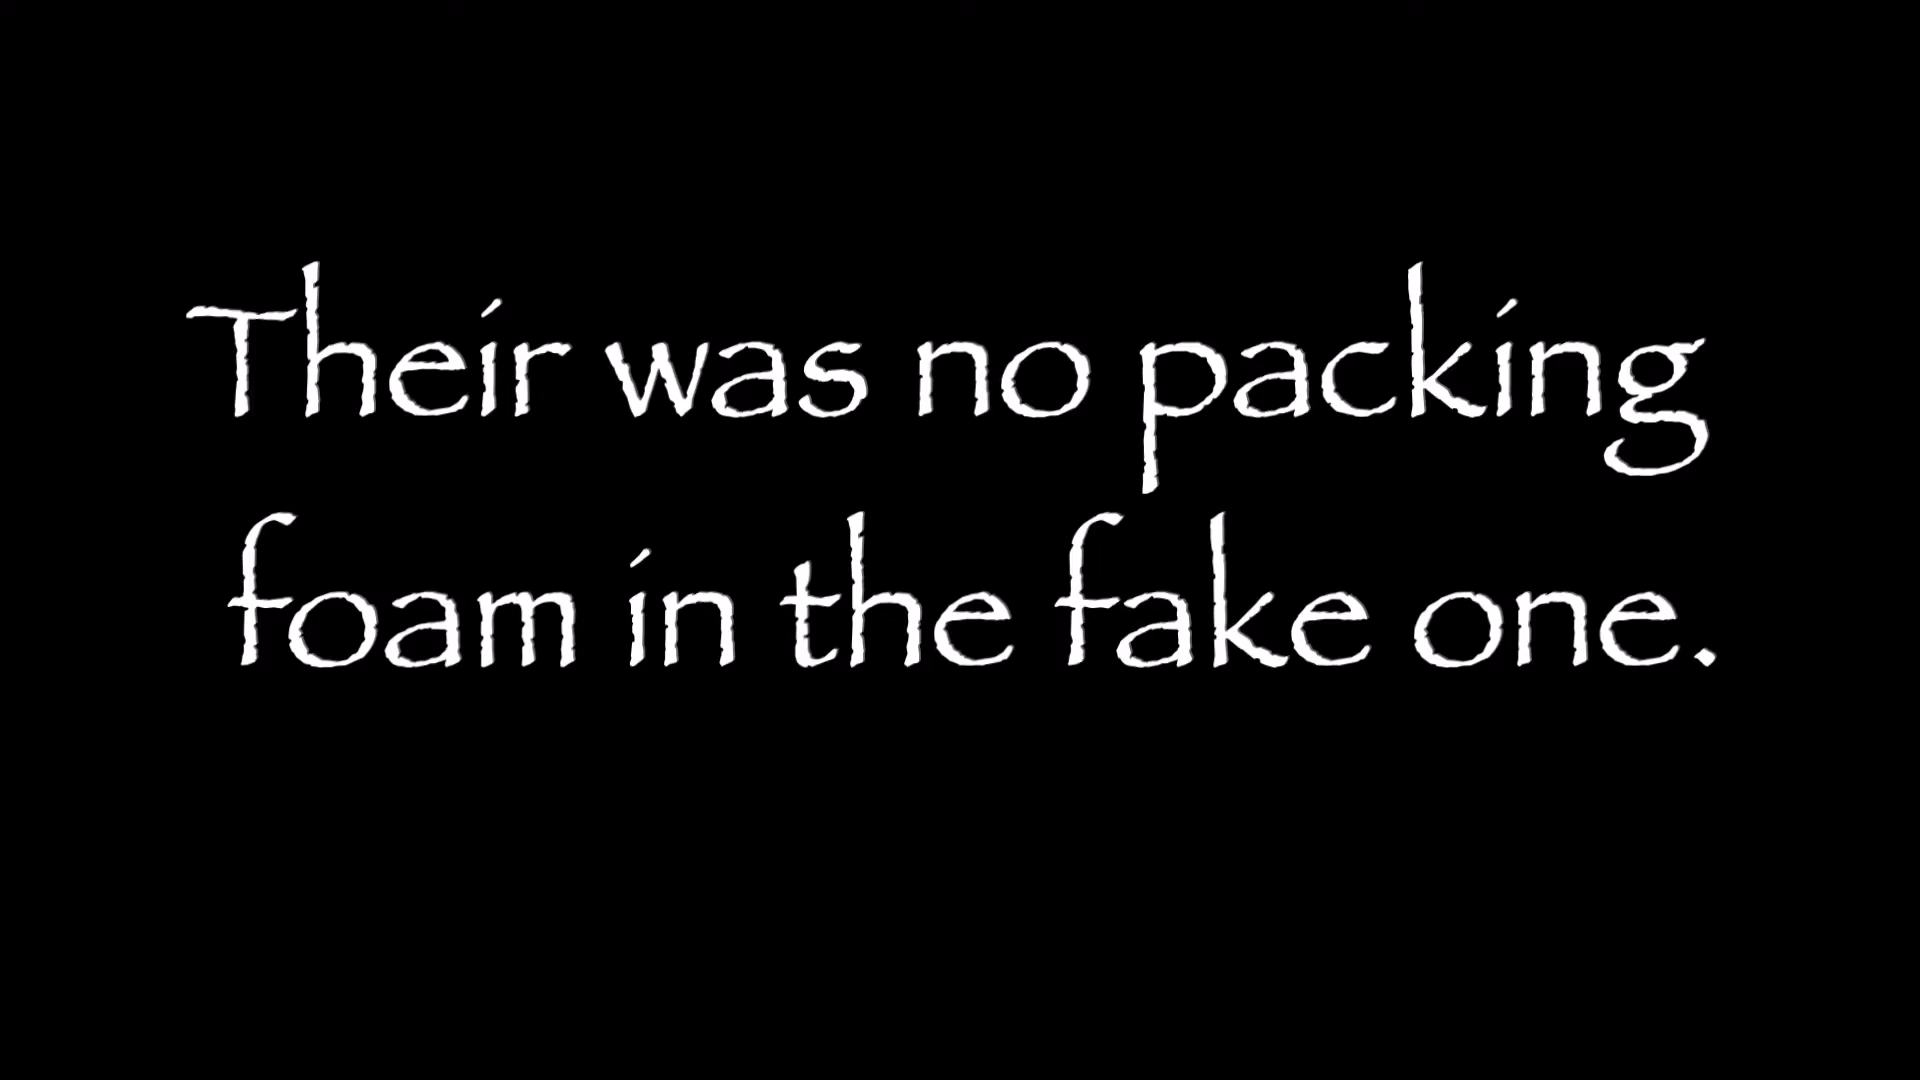 Their was no packing
foam in the fake one.